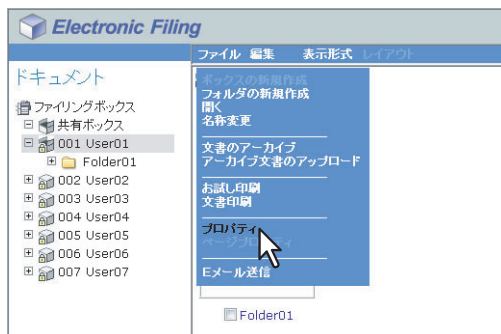 Electronic Filing
ファイル 編集 表示形式 レイアウト
ドキュメント
ファイリングボックス
共有ボックス
001 User01
Folder01
002 User02
003 User03
004 User04
005 User05
006 User06
007 User07
ボックスの新規作成
フォルダの新規作成
開く
名称変更
文書のアーカイブ
アーカイブ文書のアップロード
お試し印刷
文書印刷
プロパティ
ページプロパティ
Eメール送信
Folder01